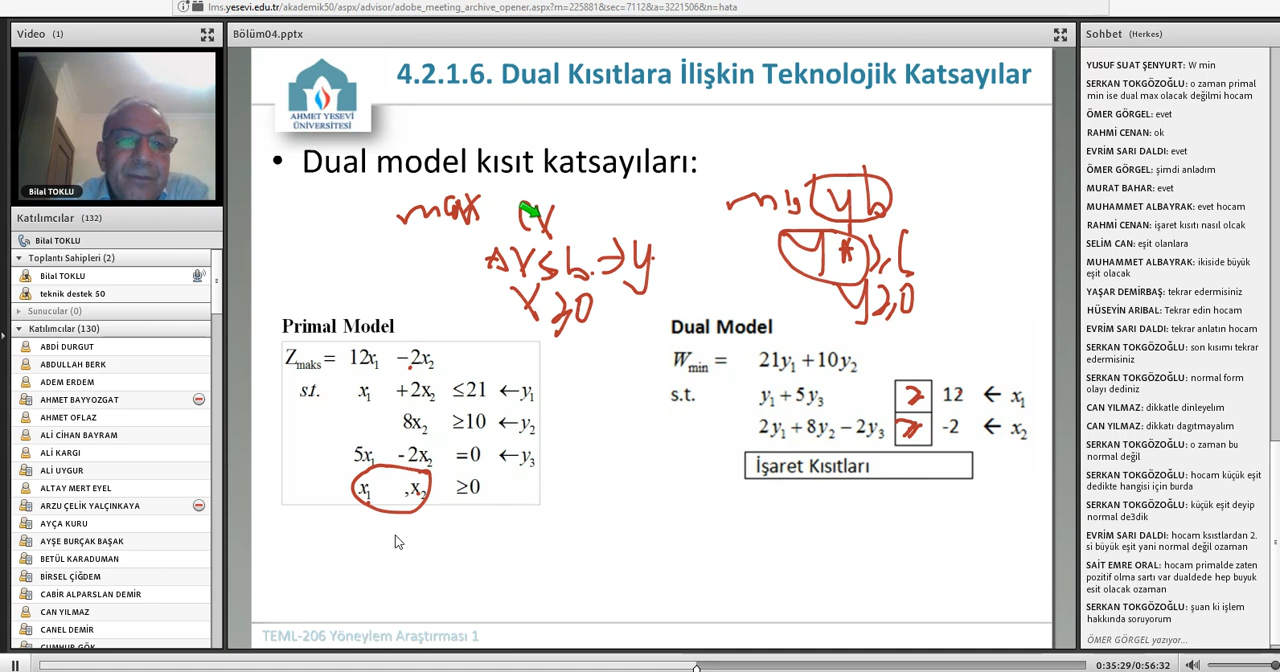 lms.yesevi.edu.tr/akademik50/aspx/advisor/adobe_meeting_archive_opener.aspx?m=225881&sec=7112&a=3221506&n=hata
Video (1)
Bilal TOKLU
Katılımcılar (132)
Bilal TOKLU
Toplantı Sahipleri (2)
Bilal TOKLU
teknik destek 50
Sunucular (0)
Katılımcılar (130)
ABDİ DURGUT
ABDULLAH BERK
ADEM ERDEM
AHMET BAYYOZGAT
AHMET OFLAZ
ALİ CİHAN BAYRAM
ALİ KARGI
ALİ UYGUR
ALTAY MERT EYEL
ARZU ÇELİK YALÇINKAYA
AYÇA KURU
AYŞE BURÇAK BAŞAK
BETÜL KARADUMAN
BİRSEL ÇİĞDEM
CABİR ALPARSLAN DEMİR
CAN YILMAZ
CANEL DEMİR
CUMHUR GÖK
Bölüm04.pptx
AHMET YESEVİ
ÜNİVERSİTESİ
4.2.1.6. Dual Kısıtlara İlişkin Teknolojik Katsayılar
• Dual model kısıt katsayıları:
max cx
Ax ≤ b → y
x ≥ 0
min yb
y A ≥ c
y ≥ 0
Primal Model
Zmaks = 12x1 −2x2
s.t. x1 +2x2 ≤21 ←y1
8x2 ≥10 ←y2
5x1 -2x2 =0 ←y3
x1 ,x2 ≥0
Dual Model
Wmin = 21y1 +10y2
s.t. y1 + 5y3 ≥ 12 ← x1
2y1 + 8y2 − 2y3 ≥ -2 ← x2
İşaret Kısıtları
TEML-206 Yöneylem Araştırması 1
Sohbet (Herkes)
YUSUF SUAT ŞENYURT: W min
SERKAN TOKGÖZOĞLU: o zaman primal
min ise dual max olacak değilmi hocam
ÖMER GÖRGEL: evet
RAHMİ CENAN: ok
EVRİM SARI DALDI: evet
ÖMER GÖRGEL: şimdi anladım
MURAT BAHAR: evet
MUHAMMET ALBAYRAK: evet hocam
RAHMİ CENAN: işaret kısıtı nasıl olcak
SELİM CAN: eşit olanlara
MUHAMMET ALBAYRAK: ikiside büyük
eşit olacak
YAŞAR DEMİRBAŞ: tekrar edermisiniz
HÜSEYİN ARIBAL: Tekrar edin hocam
EVRİM SARI DALDI: tekrar anlatın hocam
SERKAN TOKGÖZOĞLU: son kısımı tekrar
edermisiniz
SERKAN TOKGÖZOĞLU: normal form
olayı dediniz
CAN YILMAZ: dikkatle dinleyelim
CAN YILMAZ: dikkatı dagıtmayalım
SERKAN TOKGÖZOĞLU: o zaman bu
normal değil
SERKAN TOKGÖZOĞLU: hocam küçük eşit
dedikte hangisi için burda
SERKAN TOKGÖZOĞLU: küçük eşit deyip
normal de3dik
EVRİM SARI DALDI: hocam kısıtlardan 2.
si büyük eşit yani normal değil ozaman
SAİT EMRE ORAL: hocam primalde zaten
pozitif olma sartı var dualdede hep buyuk
esit olacak ozaman
SERKAN TOKGÖZOĞLU: şuan ki işlem
hakkında soruyorum
ÖMER GÖRGEL yazıyor...
0:35:29/0:56:32